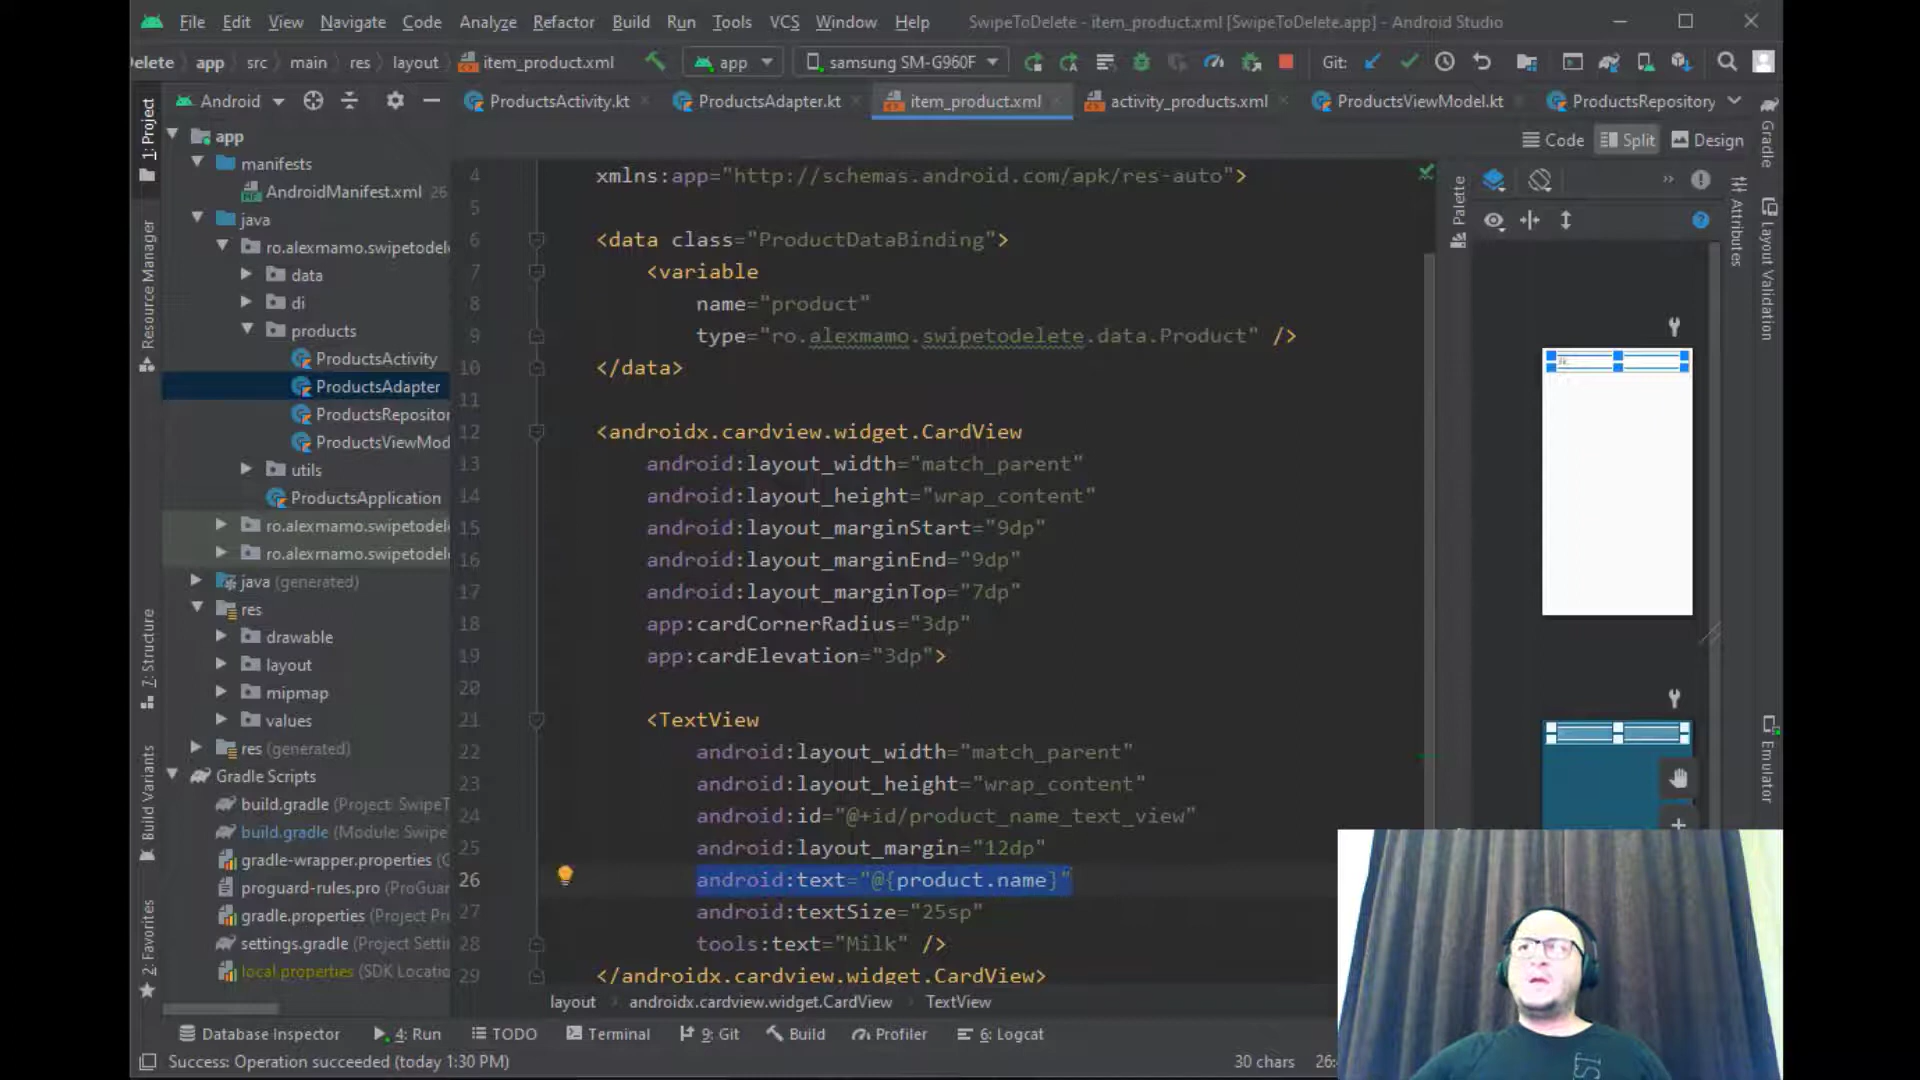 File Edit View Navigate Code Analyze Refactor Build Run Tools VCS Window Help SwipeToDelete - item_product.xml [SwipeToDelete.app] - Android Studio
Delete app src main res layout item_product.xml app samsung SM-G960F Git:
Android ProductsActivity.kt ProductsAdapter.kt item_product.xml activity_products.xml ProductsViewModel.kt ProductsRepository
Code Split Design
1: Project
Resource Manager
7: Structure
Build Variants
2: Favorites
app
manifests
AndroidManifest.xml 26
java
ro.alexmamo.swipetodel
data
di
products
ProductsActivity
ProductsAdapter
ProductsRepositor
ProductsViewMod
utils
ProductsApplication
ro.alexmamo.swipetodel
ro.alexmamo.swipetodel
java (generated)
res
drawable
layout
mipmap
values
res (generated)
Gradle Scripts
build.gradle (Project: SwipeT
build.gradle (Module: Swipe
gradle-wrapper.properties (G
proguard-rules.pro (ProGuar
gradle.properties (Project Pr
settings.gradle (Project Setti
local.properties (SDK Locatio
4 xmlns:app="http://schemas.android.com/apk/res-auto">
5
6 <data class="ProductDataBinding">
7 <variable
8 name="product"
9 type="ro.alexmamo.swipetodelete.data.Product" />
10 </data>
11
12 <androidx.cardview.widget.CardView
13 android:layout_width="match_parent"
14 android:layout_height="wrap_content"
15 android:layout_marginStart="9dp"
16 android:layout_marginEnd="9dp"
17 android:layout_marginTop="7dp"
18 app:cardCornerRadius="3dp"
19 app:cardElevation="3dp">
20
21 <TextView
22 android:layout_width="match_parent"
23 android:layout_height="wrap_content"
24 android:id="@+id/product_name_text_view"
25 android:layout_margin="12dp"
26 android:text="@{product.name}"
27 android:textSize="25sp"
28 tools:text="Milk" />
29 </androidx.cardview.widget.CardView>
layout androidx.cardview.widget.CardView TextView
Palette
Attributes
Gradle
Layout Validation
Emulator
Database Inspector 4: Run TODO Terminal 9: Git Build Profiler 6: Logcat
Success: Operation succeeded (today 1:30 PM) 30 chars 26: